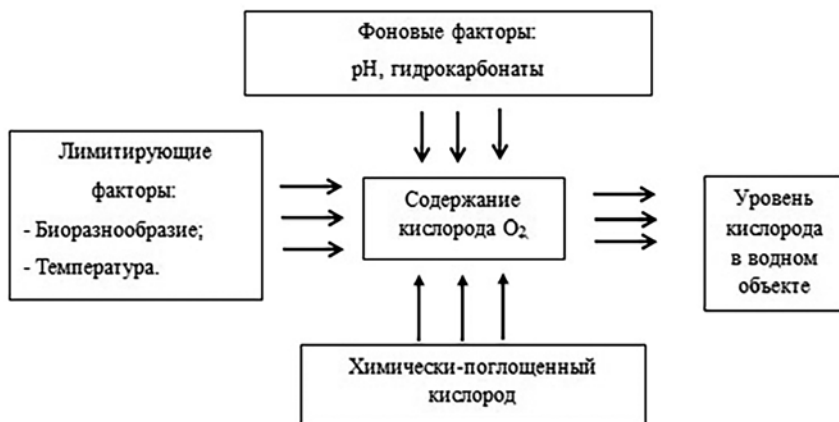 Фоновые факторы:
pH, гидрокарбонаты
Лимитирующие
факторы:
- Биоразнообразие;
- Температура.
Содержание
кислорода O₂
Уровень
кислорода
в водном
объекте
Химически-поглощенный
кислород